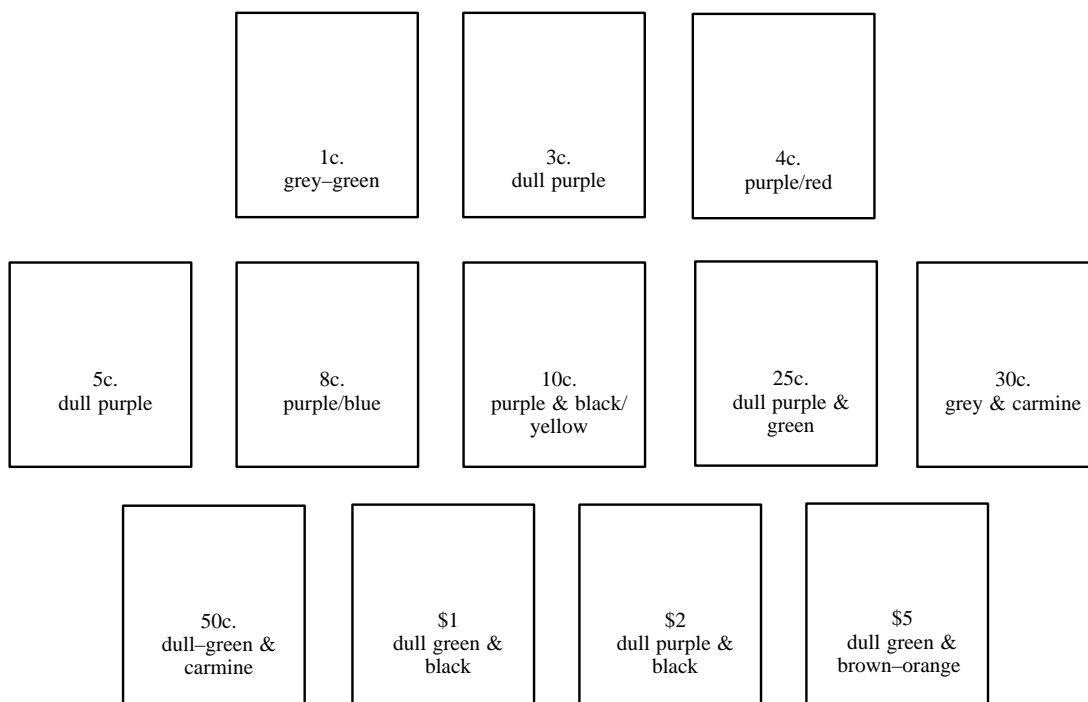 1c.
grey–green
3c.
dull purple
4c.
purple/red
5c.
dull purple
8c.
purple/blue
10c.
purple & black/
yellow
25c.
dull purple &
green
30c.
grey & carmine
50c.
dull–green &
carmine
$1
dull green &
black
$2
dull purple &
black
$5
dull green &
brown–orange